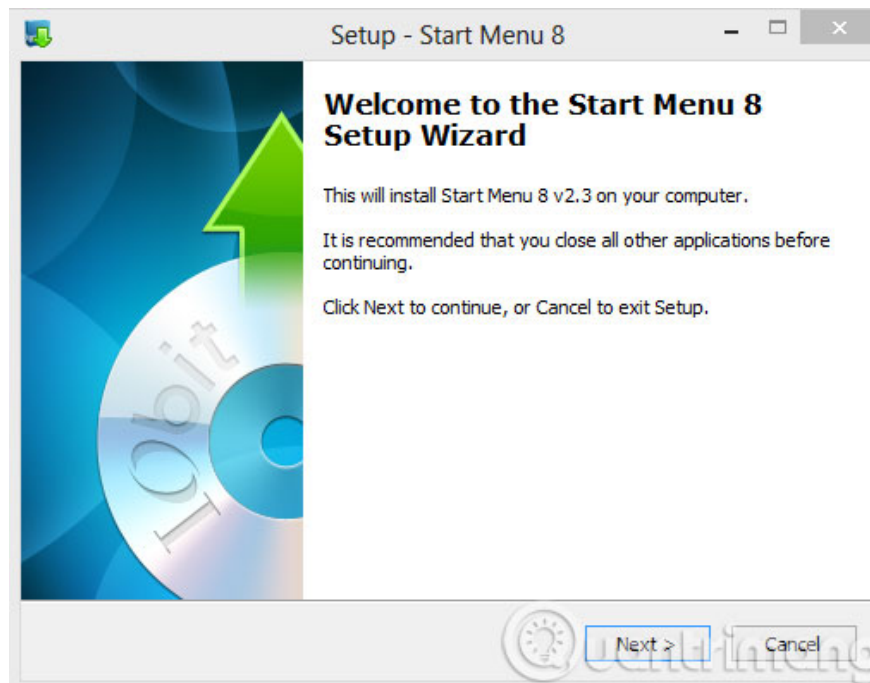 Setup - Start Menu 8
Welcome to the Start Menu 8
Setup Wizard
This will install Start Menu 8 v2.3 on your computer.
It is recommended that you close all other applications before
continuing.
Click Next to continue, or Cancel to exit Setup.
IObit
Next >
Cancel
uantrimang